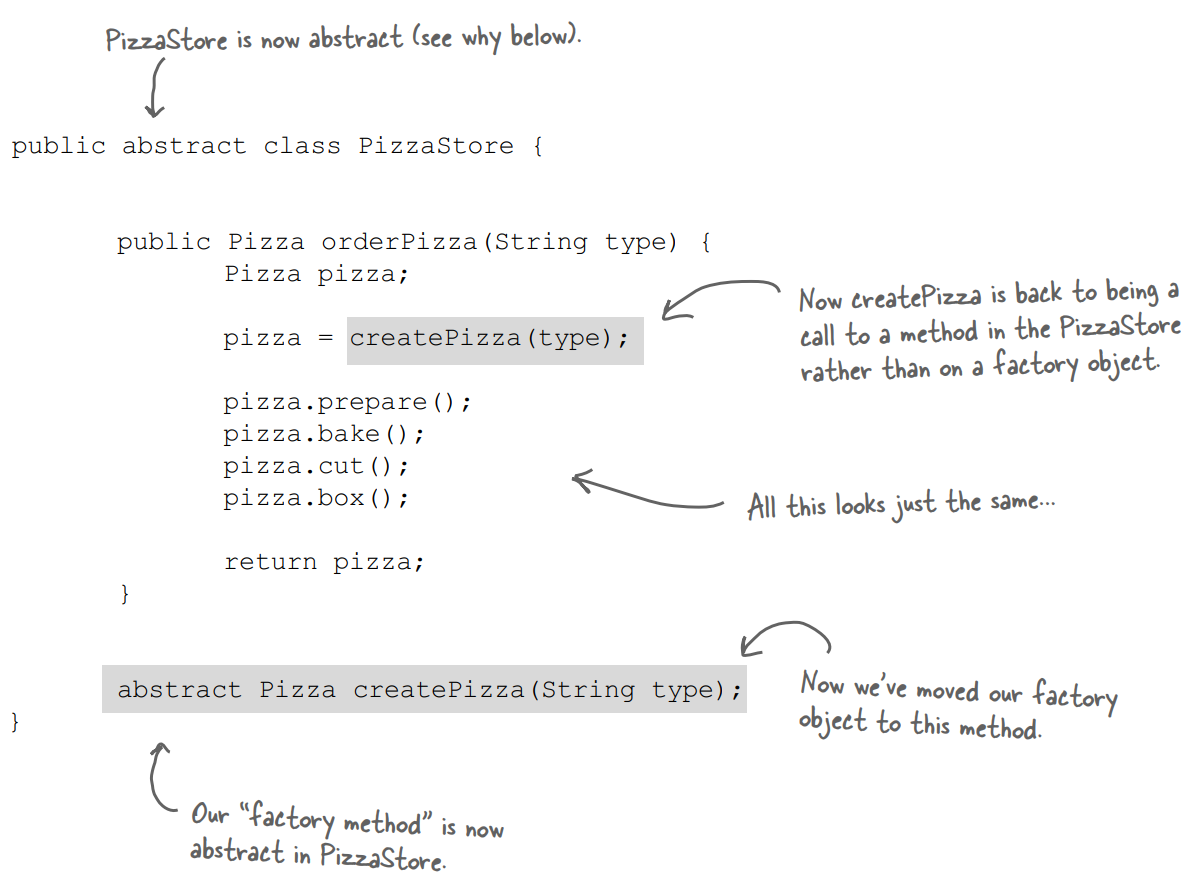 PizzaStore is now abstract (see why below).
public abstract class PizzaStore {
public Pizza orderPizza(String type) {
Pizza pizza;
Now createPizza is back to being a
call to a method in the PizzaStore
rather than on a factory object.
pizza = createPizza(type);
pizza.prepare();
pizza.bake();
pizza.cut();
pizza.box();
All this looks just the same...
return pizza;
}
abstract Pizza createPizza(String type);
Now we've moved our factory
object to this method.
}
Our “factory method” is now
abstract in PizzaStore.